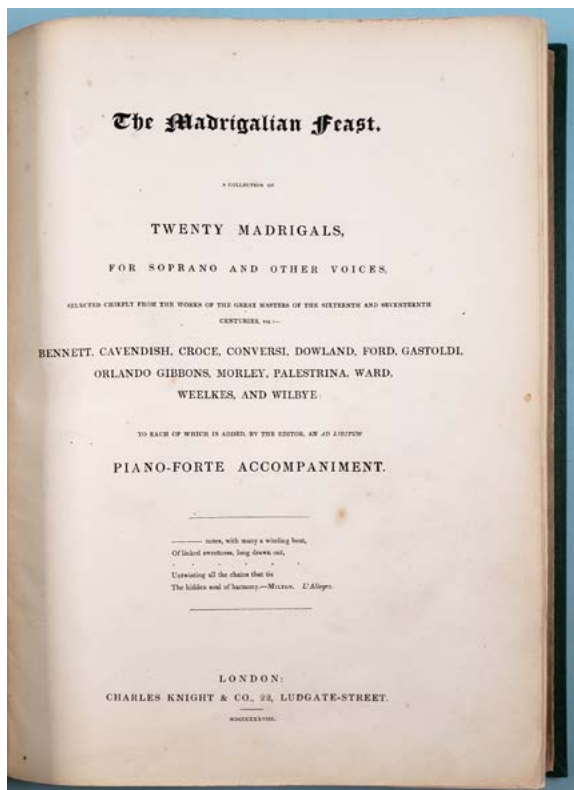 The Madrigalian Feast.
A COLLECTION OF
TWENTY MADRIGALS,
FOR SOPRANO AND OTHER VOICES,
SELECTED CHIEFLY FROM THE WORKS OF THE GREAT MASTERS OF THE SIXTEENTH AND SEVENTEENTH
CENTURIES, viz:—
BENNETT, CAVENDISH, CROCE, CONVERSI, DOWLAND, FORD, GASTOLDI,
ORLANDO GIBBONS, MORLEY, PALESTRINA, WARD,
WEELKES, AND WILBYE:
TO EACH OF WHICH IS ADDED, BY THE EDITOR, AN AD LIBITUM
PIANO-FORTE ACCOMPANIMENT.
——— notes, with many a winding bout,
Of linked sweetness, long drawn out,
Untwisting all the chains that tie
The hidden soul of harmony.—MILTON. L'Allegro.
LONDON:
CHARLES KNIGHT & CO., 22, LUDGATE-STREET.